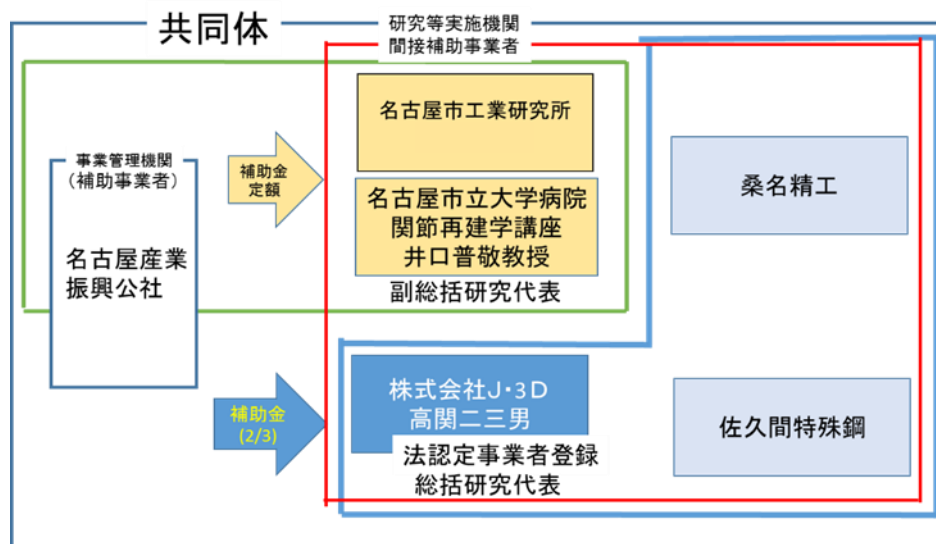 共同体
研究等実施機関
間接補助事業者
事業管理機関
(補助事業者)
名古屋産業
振興公社
補助金
定額
名古屋市工業研究所
名古屋市立大学病院
関節再建学講座
井口普敬教授
副総括研究代表
桑名精工
補助金
(2/3)
株式会社J・3D
高関二三男
法認定事業者登録
総括研究代表
佐久間特殊鋼